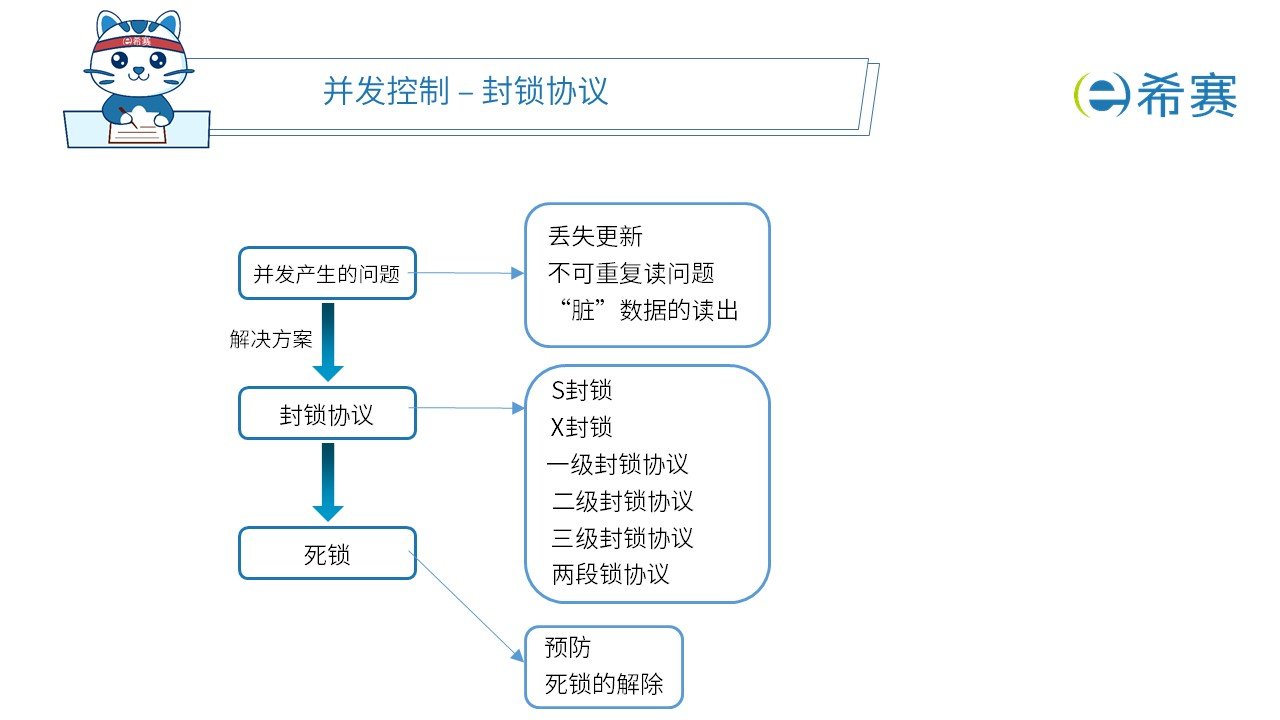 希赛
并发控制 – 封锁协议
希赛
并发产生的问题
丢失更新
不可重复读问题
“脏”数据的读出
解决方案
封锁协议
S封锁
X封锁
一级封锁协议
二级封锁协议
三级封锁协议
两段锁协议
死锁
预防
死锁的解除